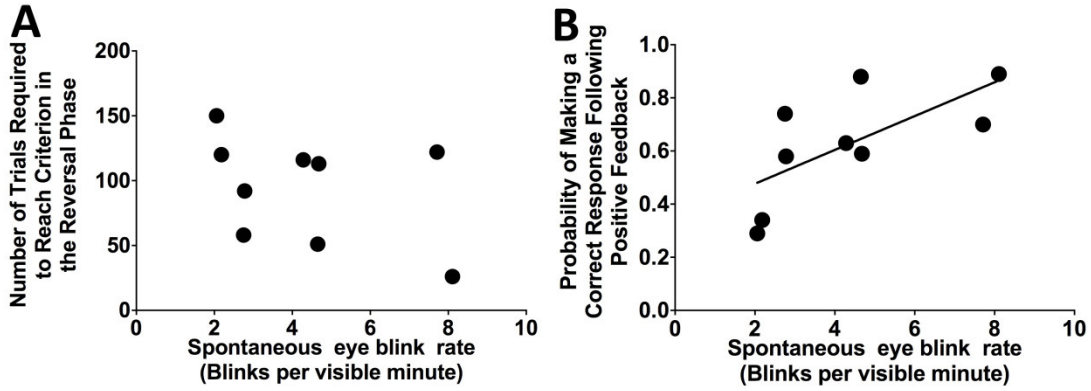 A
Number of Trials Required
to Reach Criterion in
the Reversal Phase
200
150
100
50
0
0 2 4 6 8 10
Spontaneous eye blink rate
(Blinks per visible minute)
B
Probability of Making a
Correct Response Following
Positive Feedback
1.0
0.8
0.6
0.4
0.2
0.0
0 2 4 6 8 10
Spontaneous eye blink rate
(Blinks per visible minute)